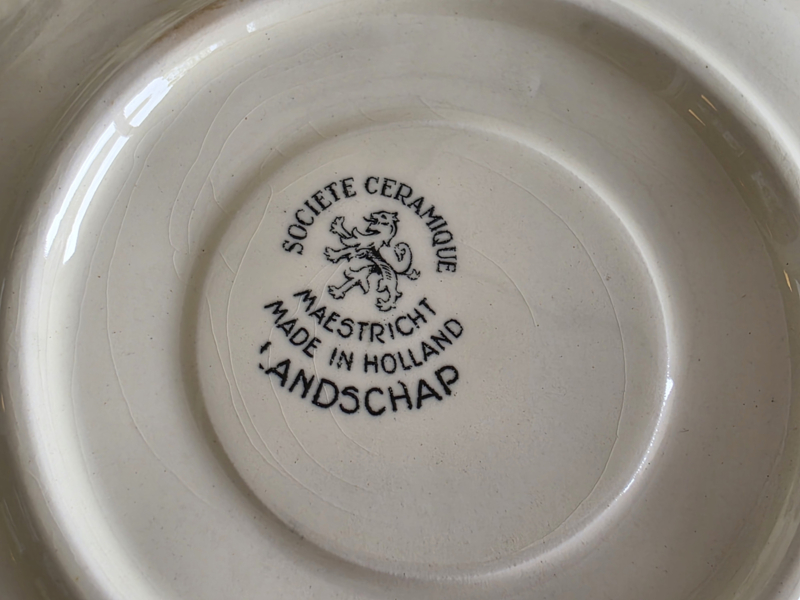 SOCIETE CERAMIQUE
MAESTRICHT
MADE IN HOLLAND
LANDSCHAP